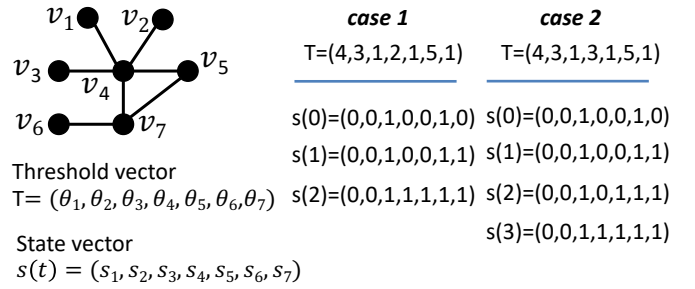 v₁ v₂
v₃ v₄ v₅
v₆ v₇
Threshold vector
T= (θ₁, θ₂, θ₃, θ₄, θ₅, θ₆,θ₇)
State vector
s(t) = (s₁, s₂, s₃, s₄, s₅, s₆, s₇)
case 1
T=(4,3,1,2,1,5,1)
s(0)=(0,0,1,0,0,1,0)
s(1)=(0,0,1,0,0,1,1)
s(2)=(0,0,1,1,1,1,1)
case 2
T=(4,3,1,3,1,5,1)
s(0)=(0,0,1,0,0,1,0)
s(1)=(0,0,1,0,0,1,1)
s(2)=(0,0,1,0,1,1,1)
s(3)=(0,0,1,1,1,1,1)